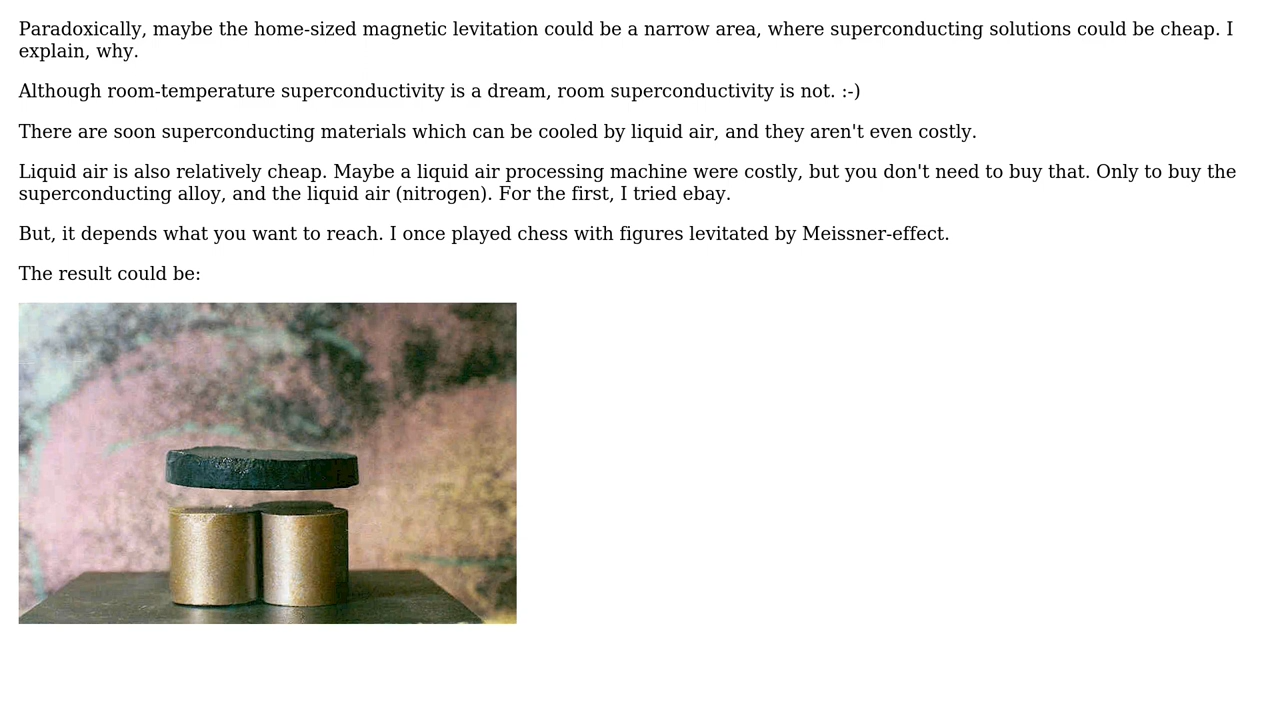 Paradoxically, maybe the home-sized magnetic levitation could be a narrow area, where superconducting solutions could be cheap. I
explain, why.
Although room-temperature superconductivity is a dream, room superconductivity is not. :-)
There are soon superconducting materials which can be cooled by liquid air, and they aren't even costly.
Liquid air is also relatively cheap. Maybe a liquid air processing machine were costly, but you don't need to buy that. Only to buy the
superconducting alloy, and the liquid air (nitrogen). For the first, I tried ebay.
But, it depends what you want to reach. I once played chess with figures levitated by Meissner-effect.
The result could be: